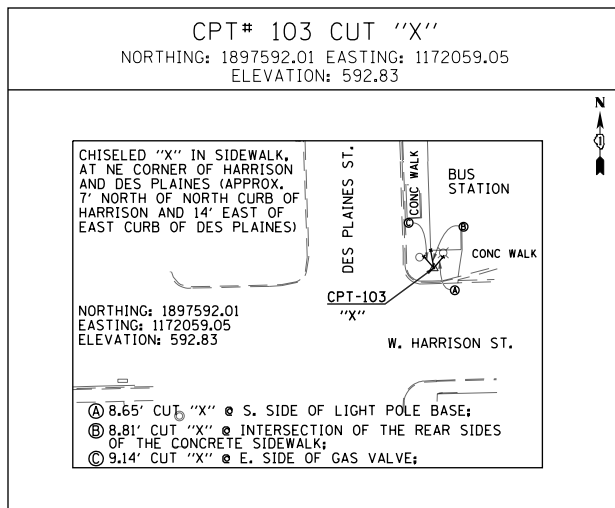 CPT# 103 CUT "X"
NORTHING: 1897592.01 EASTING: 1172059.05
ELEVATION: 592.83
N
CHISELED "X" IN SIDEWALK,
AT NE CORNER OF HARRISON
AND DES PLAINES (APPROX.
7' NORTH OF NORTH CURB OF
HARRISON AND 14' EAST OF
EAST CURB OF DES PLAINES)
DES PLAINES ST.
CONC WALK
BUS
STATION
C
B
CONC WALK
A
CPT-103
"X"
NORTHING: 1897592.01
EASTING: 1172059.05
ELEVATION: 592.83
W. HARRISON ST.
A 8.65' CUT "X" @ S. SIDE OF LIGHT POLE BASE;
B 8.81' CUT "X" @ INTERSECTION OF THE REAR SIDES
OF THE CONCRETE SIDEWALK;
C 9.14' CUT "X" @ E. SIDE OF GAS VALVE;